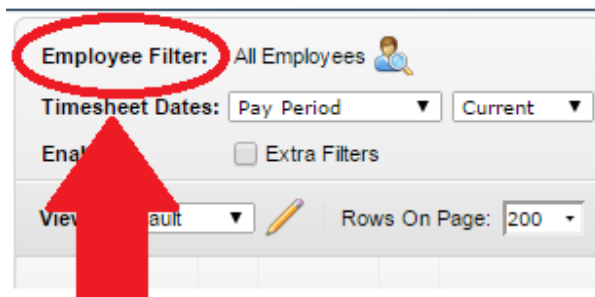 Employee Filter: All Employees
Timesheet Dates: Pay Period Current
Extra Filters
Rows On Page: 200